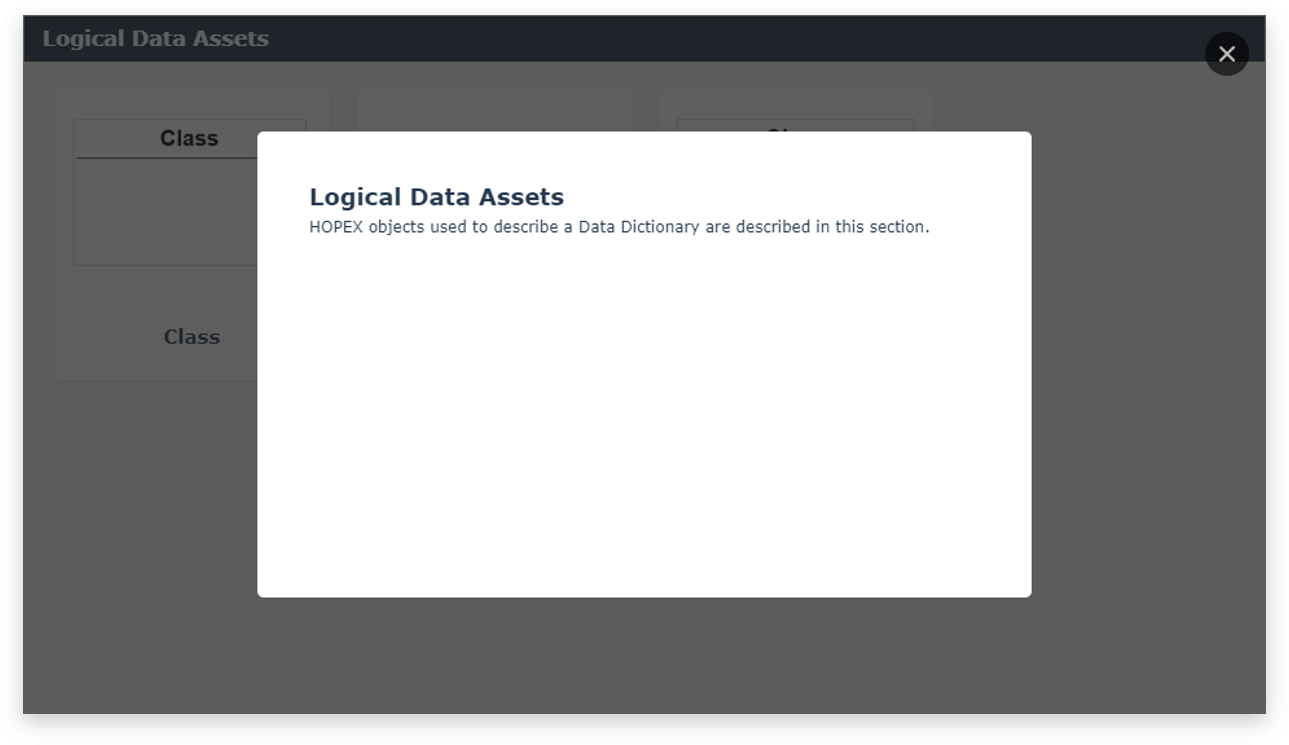 Logical Data Assets
Class
Logical Data Assets
HOPEX objects used to describe a Data Dictionary are described in this section.
Class